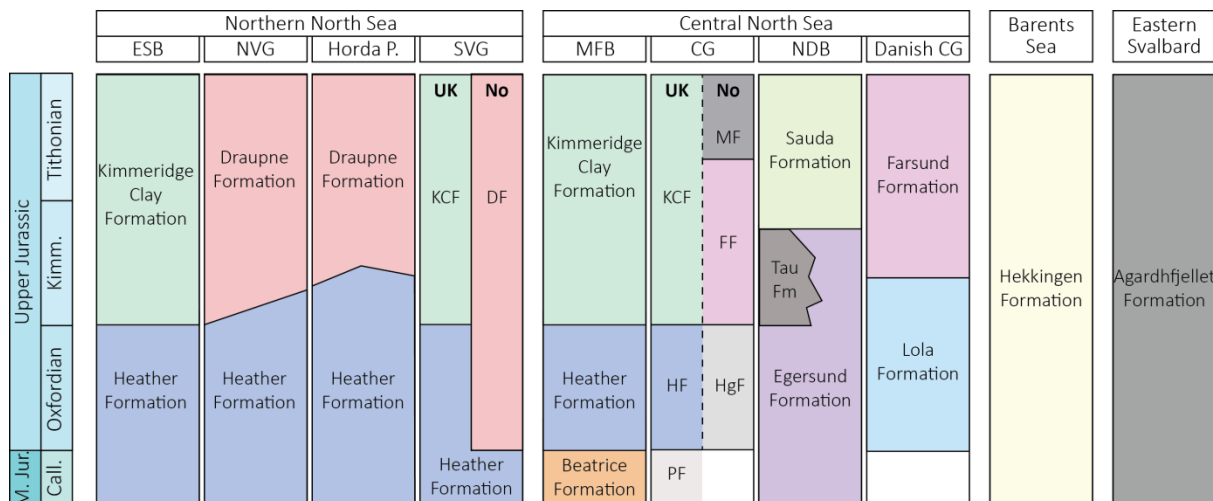 Northern North Sea
Central North Sea
Barents
Sea
Eastern
Svalbard
ESB
NVG
Horda P.
SVG
MFB
CG
NDB
Danish CG
Upper Jurassic
M. Jur.
Tithonian
Kimm.
Oxfordian
Call.
Kimmeridge
Clay
Formation
Heather
Formation
Draupne
Formation
Heather
Formation
Draupne
Formation
Heather
Formation
UK
No
KCF
DF
Heather
Formation
Kimmeridge
Clay
Formation
Heather
Formation
Beatrice
Formation
UK
No
MF
KCF
FF
HF
HgF
PF
Sauda
Formation
Tau
Fm
Egersund
Formation
Farsund
Formation
Lola
Formation
Hekkingen
Formation
Agardhfjellet
Formation